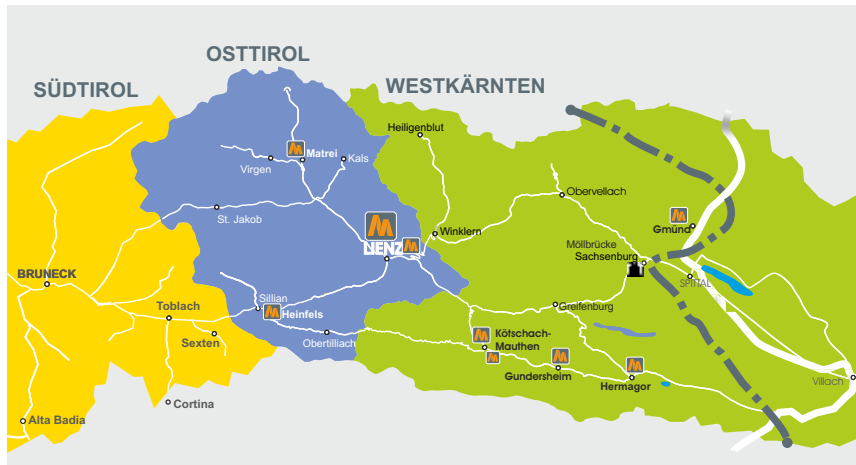 OSTTIROL
SÜDTIROL
WESTKÄRNTEN
Heiligenblut
Matrei
Kals
Virgen
Obervellach
St. Jakob
Gmünd
Winklern
LIENZ
Möllbrücke
Sachsenburg
BRUNECK
SPITTAL
Sillian
Toblach
Heinfels
Greifenburg
Sexten
Obertilliach
Kötschach-
Mauthen
Gundersheim
Hermagor
Villach
Cortina
Alta Badia